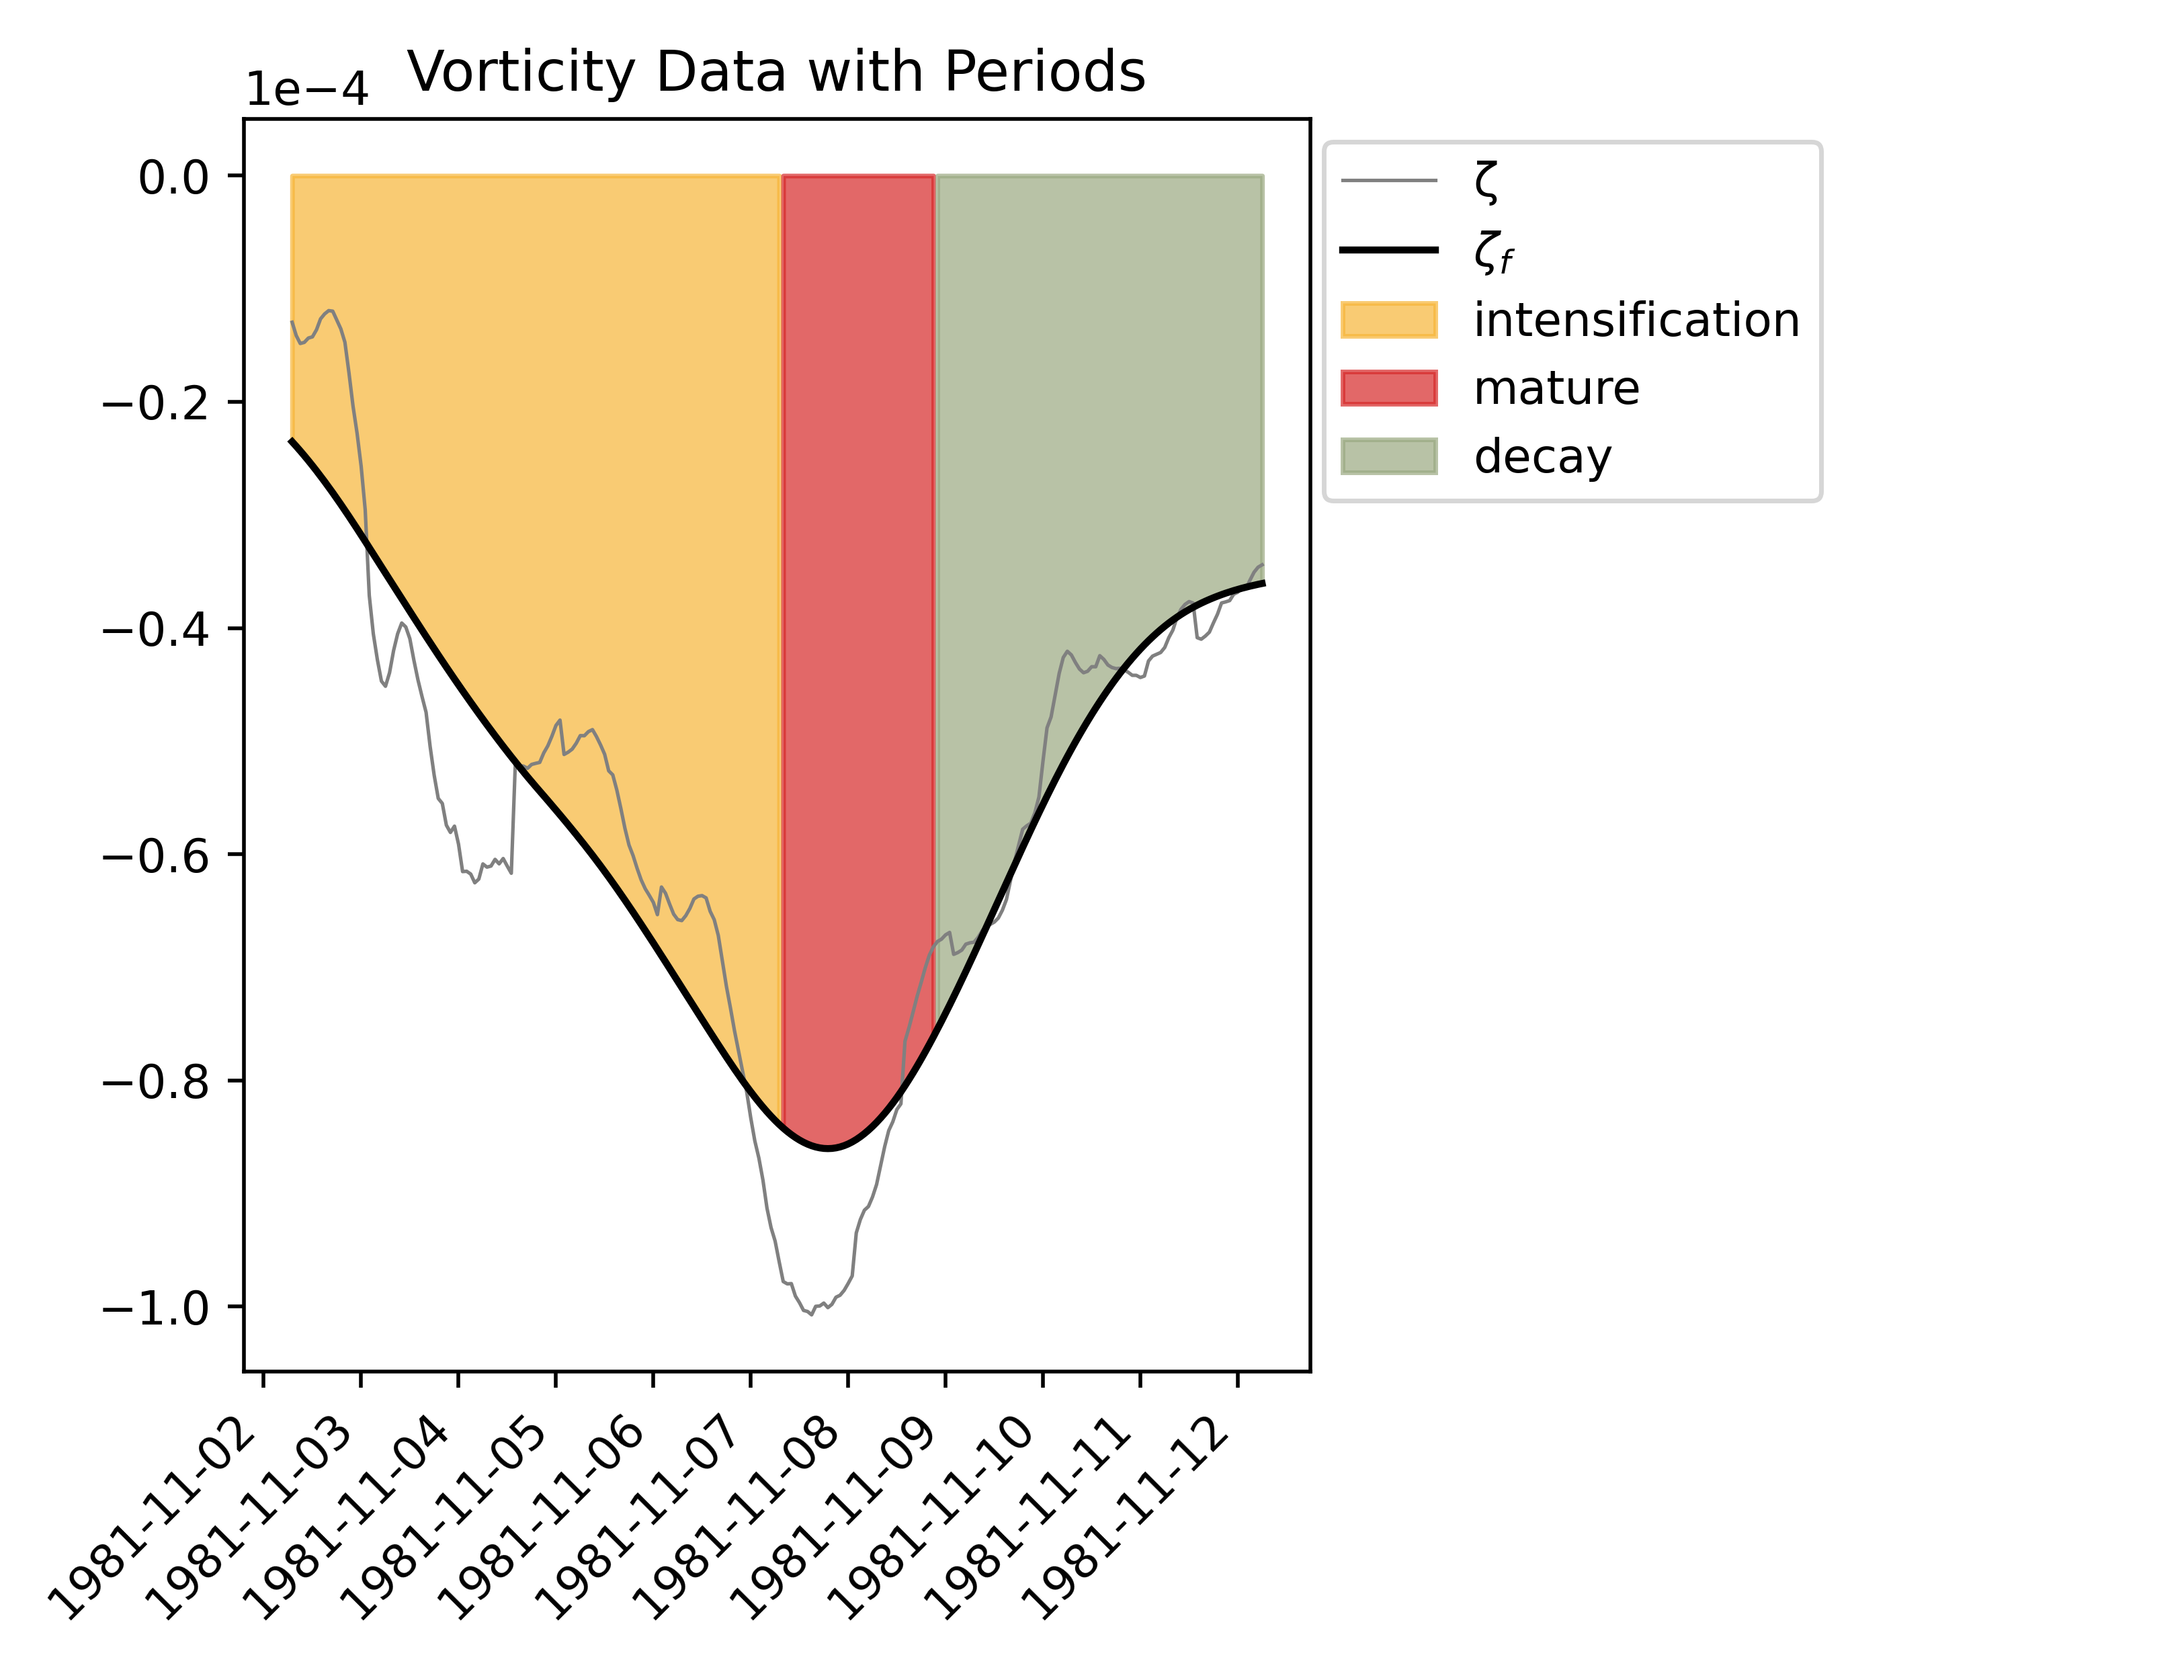 Vorticity Data with Periods
1e−4
0.0
−0.2
−0.4
−0.6
−0.8
−1.0
1981-11-02
1981-11-03
1981-11-04
1981-11-05
1981-11-06
1981-11-07
1981-11-08
1981-11-09
1981-11-10
1981-11-11
1981-11-12
ζ
ζf
intensification
mature
decay